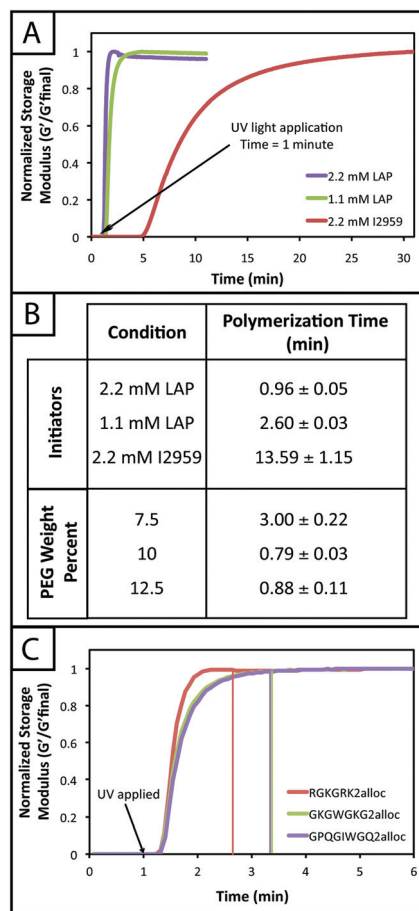 A
Normalized Storage
Modulus (G'/G'final)
1
0.8
0.6
0.4
0.2
0
UV light application
Time = 1 minute
2.2 mM LAP
1.1 mM LAP
2.2 mM I2959
0 5 10 15 20 25 30
Time (min)
B
Condition
Polymerization Time
(min)
Initiators
2.2 mM LAP 0.96 ± 0.05
1.1 mM LAP 2.60 ± 0.03
2.2 mM I2959 13.59 ± 1.15
PEG Weight
Percent
7.5 3.00 ± 0.22
10 0.79 ± 0.03
12.5 0.88 ± 0.11
C
Normalized Storage
Modulus (G'/G'final)
1
0.8
0.6
0.4
0.2
0
UV applied
RGKGRK2alloc
GKGWGKG2alloc
GPQGIWGQ2alloc
0 1 2 3 4 5 6
Time (min)